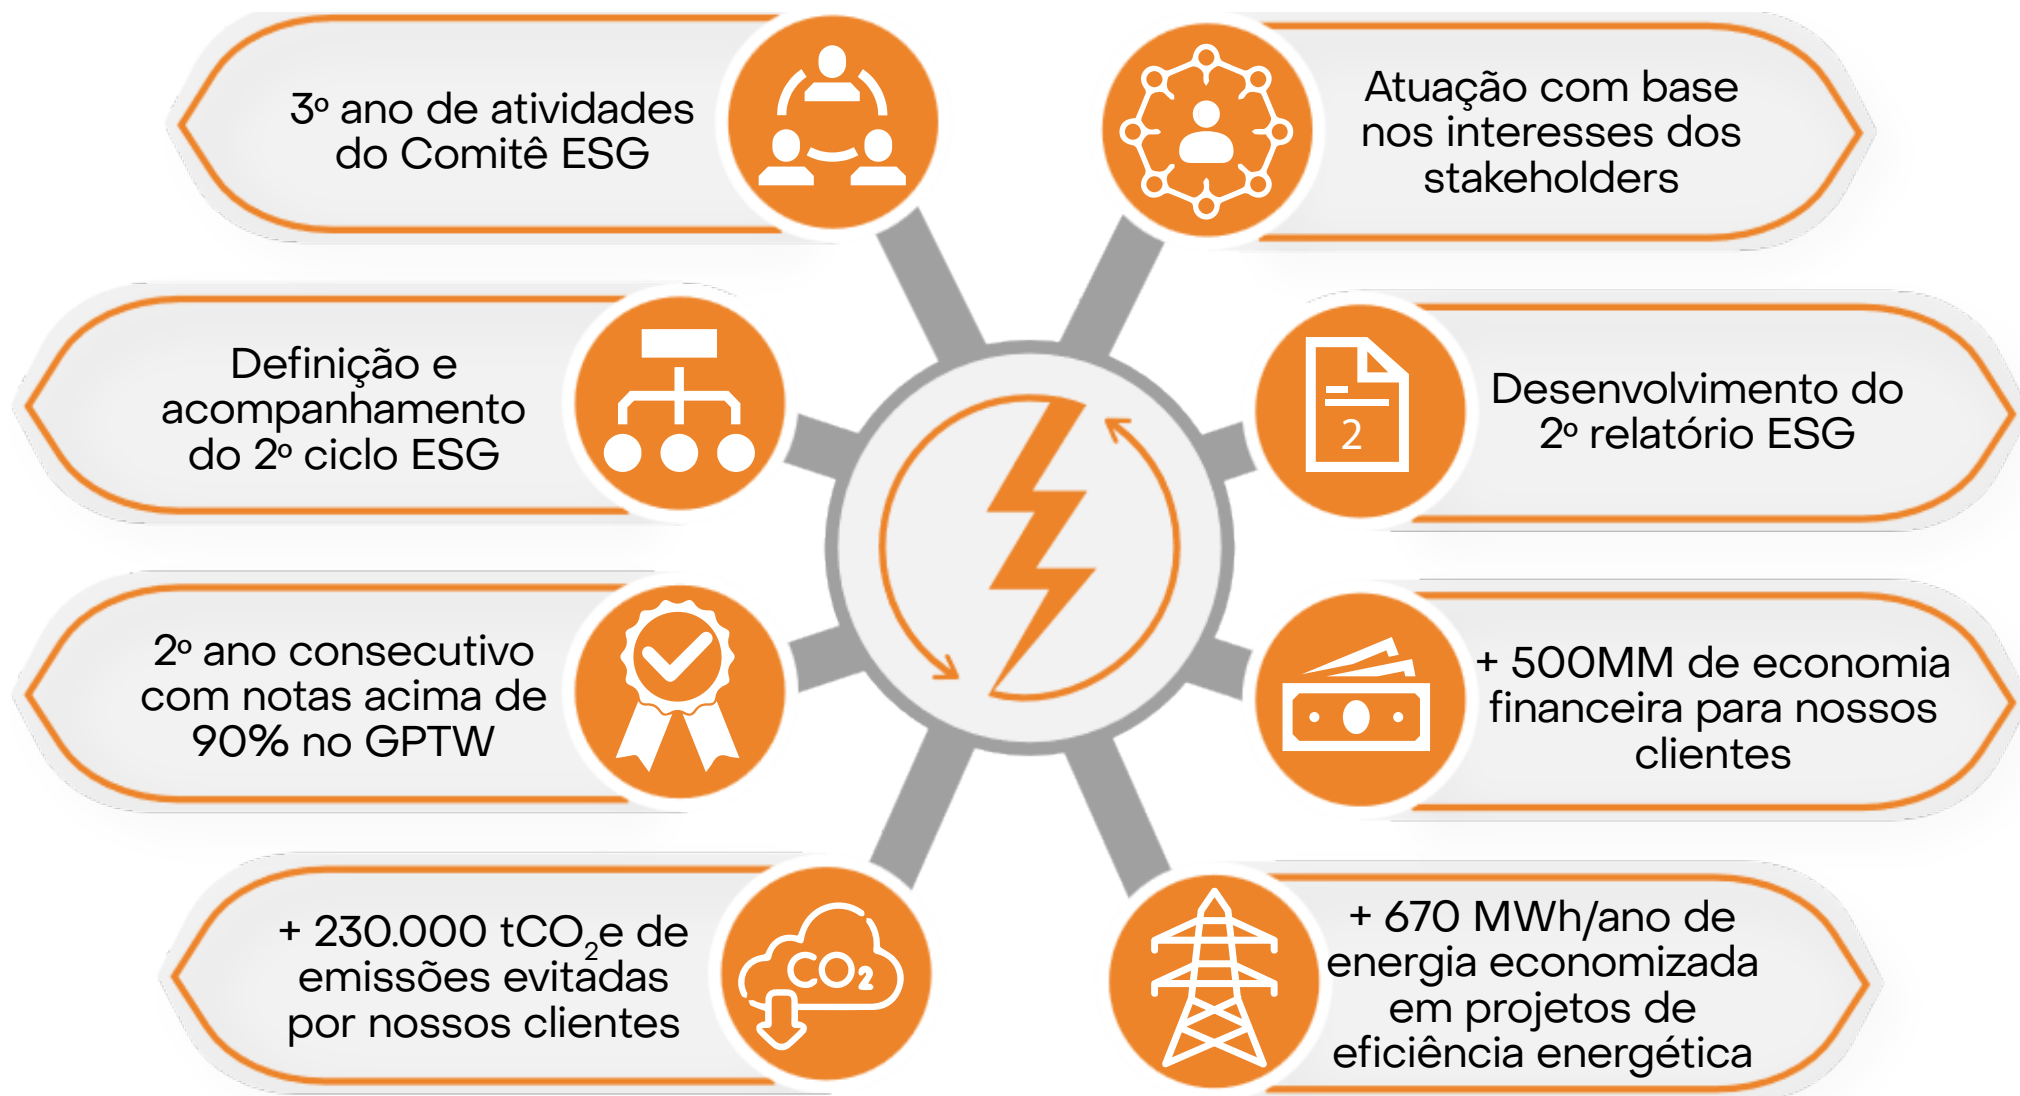 3º ano de atividades
do Comitê ESG
Atuação com base
nos interesses dos
stakeholders
Definição e
acompanhamento
do 2º ciclo ESG
2
Desenvolvimento do
2º relatório ESG
2º ano consecutivo
com notas acima de
90% no GPTW
+ 500MM de economia
financeira para nossos
clientes
+ 230.000 tCO₂e de
emissões evitadas
por nossos clientes
CO₂
+ 670 MWh/ano de
energia economizada
em projetos de
eficiência energética